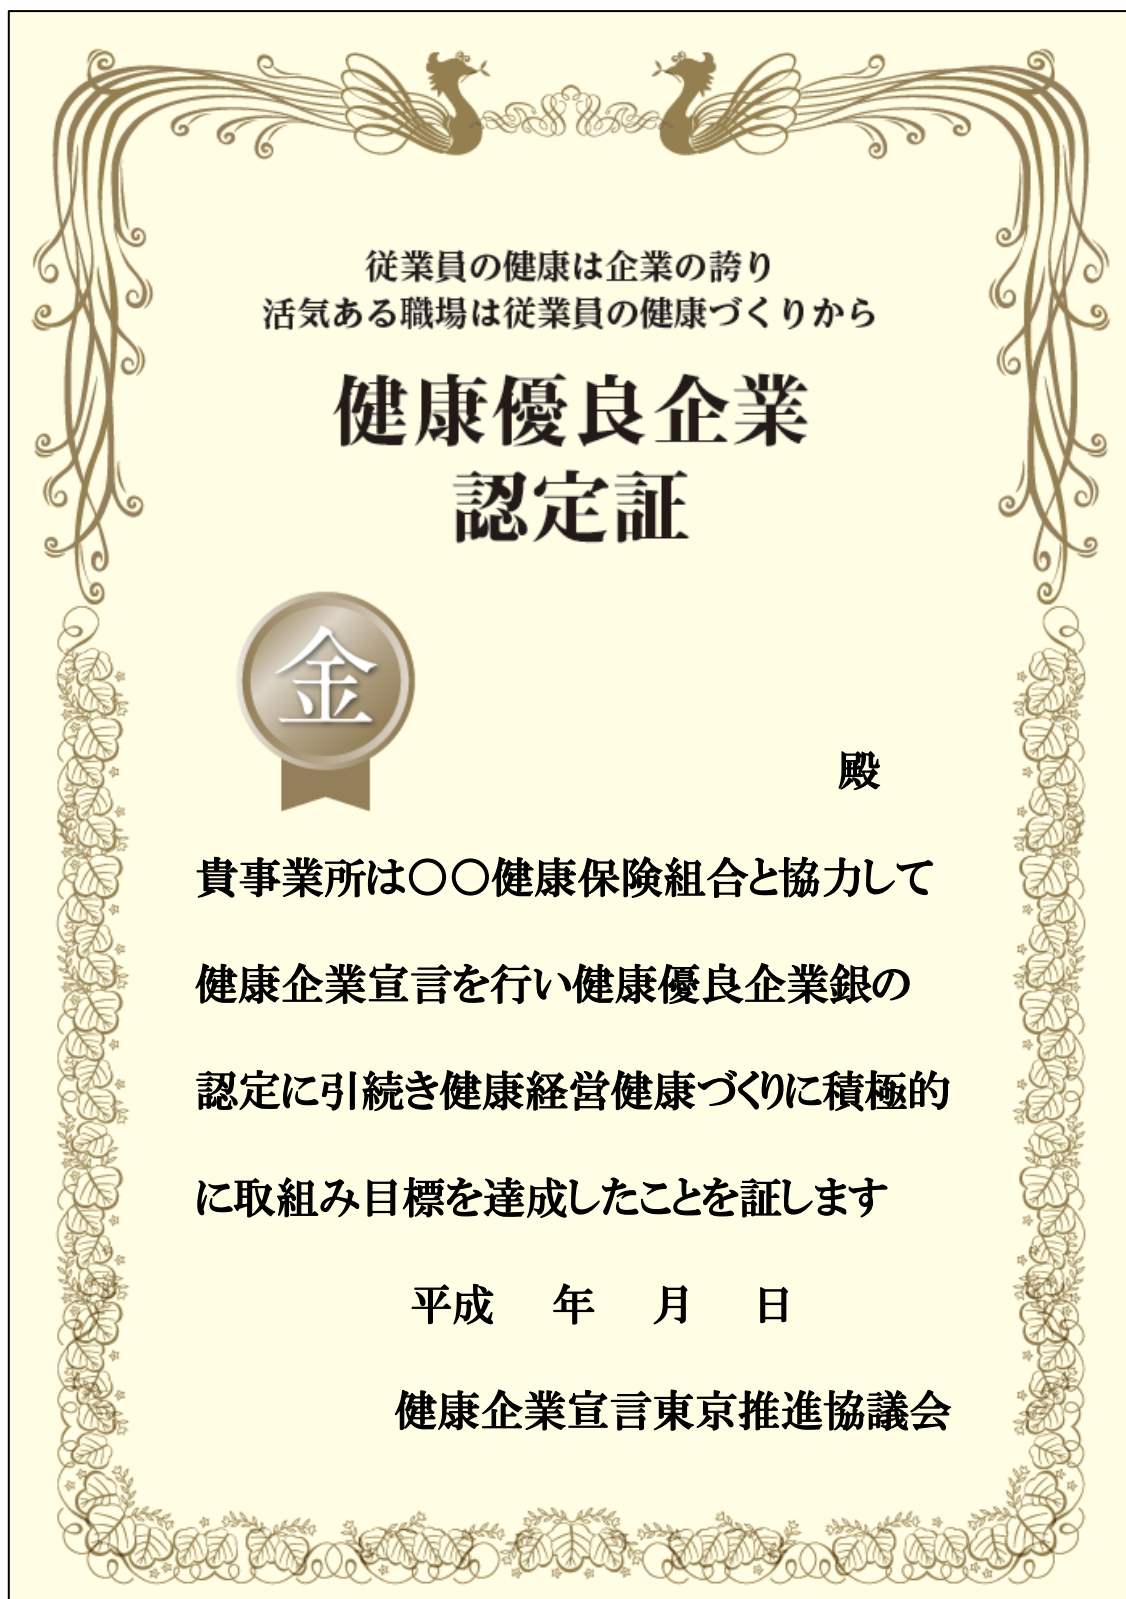 従業員の健康は企業の誇り
活気ある職場は従業員の健康づくりから
健康優良企業
認定証
金
殿
貴事業所は〇〇健康保険組合と協力して
健康企業宣言を行い健康優良企業銀の
認定に引続き健康経営健康づくりに積極的
に取組み目標を達成したことを証します
平成　年　月　日
健康企業宣言東京推進協議会